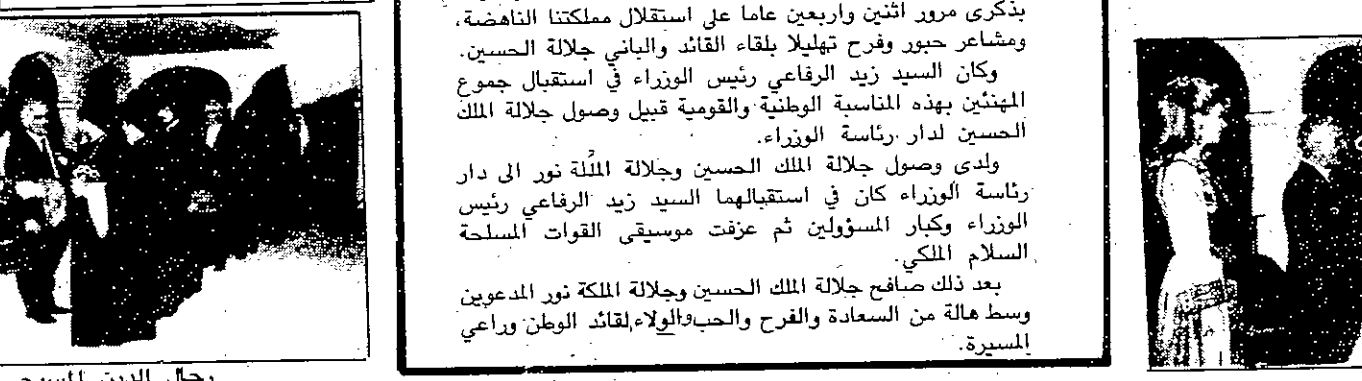 بذكرى مرور اثنين واربعين عاما على استقلال مملكتنا الناهضة،
ومشاعر حبور وفرح تهليلا بلقاء القائد والباني جلالة الحسين.
وكان السيد زيد الرفاعي رئيس الوزراء في استقبال جموع
المهنئين بهذه المناسبة الوطنية والقومية قبيل وصول جلالة الملك
الحسين لدار رئاسة الوزراء.
ولدى وصول جلالة الملك الحسين وجلالة الملكة نور الى دار
رئاسة الوزراء كان في استقبالهما السيد زيد الرفاعي رئيس
الوزراء وكبار المسؤولين ثم عزفت موسيقى القوات المسلحة
السلام الملكي.
بعد ذلك صافح جلالة الملك الحسين وجلالة الملكة نور المدعوين
وسط هالة من السعادة والفرح والحب والولاء لقائد الوطن وراعي
المسيرة.
رجال الدين